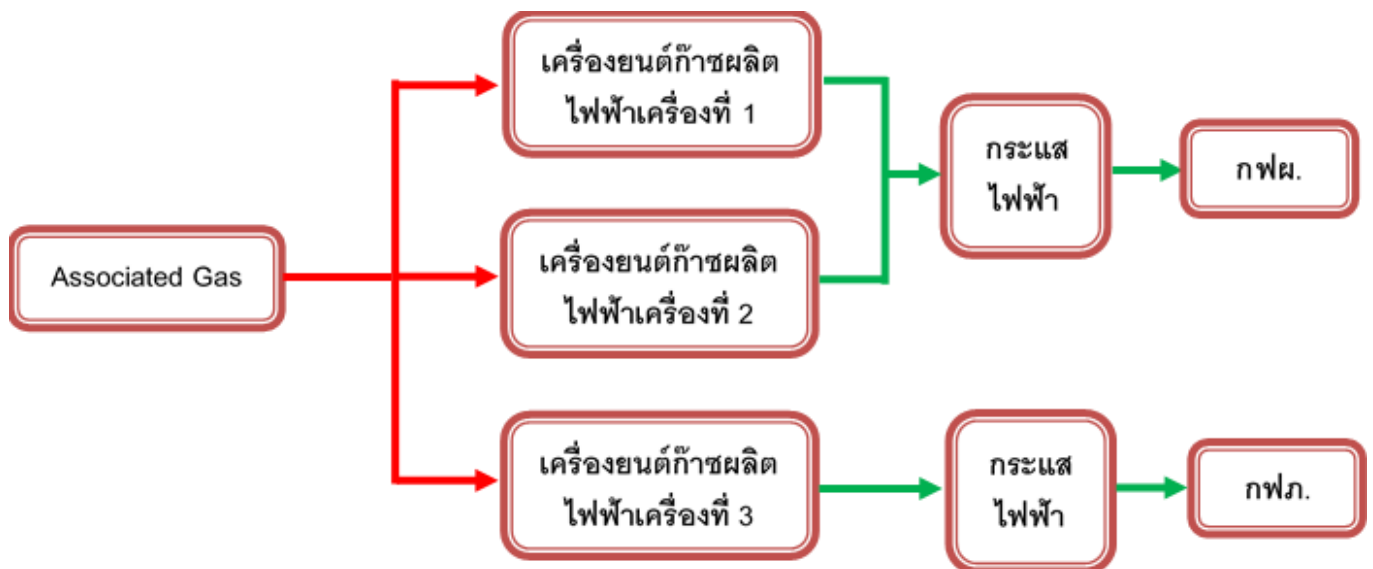 เครื่องยนต์ก๊าซผลิต
ไฟฟ้าเครื่องที่ 1
กระแส
ไฟฟ้า
กฟผ.
Associated Gas
เครื่องยนต์ก๊าซผลิต
ไฟฟ้าเครื่องที่ 2
เครื่องยนต์ก๊าซผลิต
ไฟฟ้าเครื่องที่ 3
กระแส
ไฟฟ้า
กฟภ.